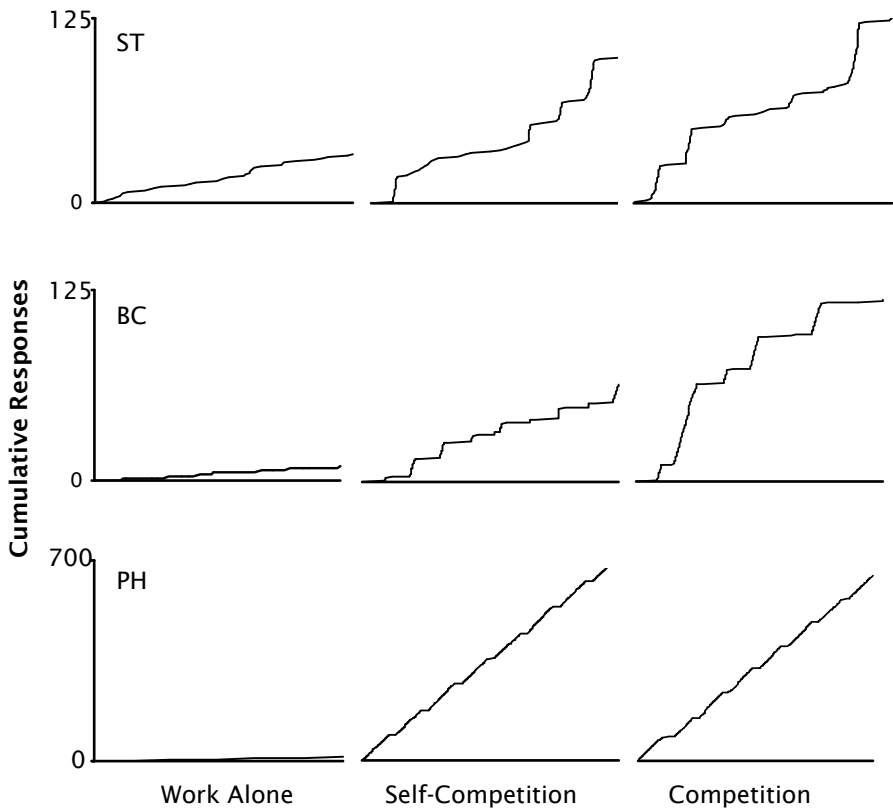 125
ST
0
125
BC
0
Cumulative Responses
700
PH
0
Work Alone Self-Competition Competition